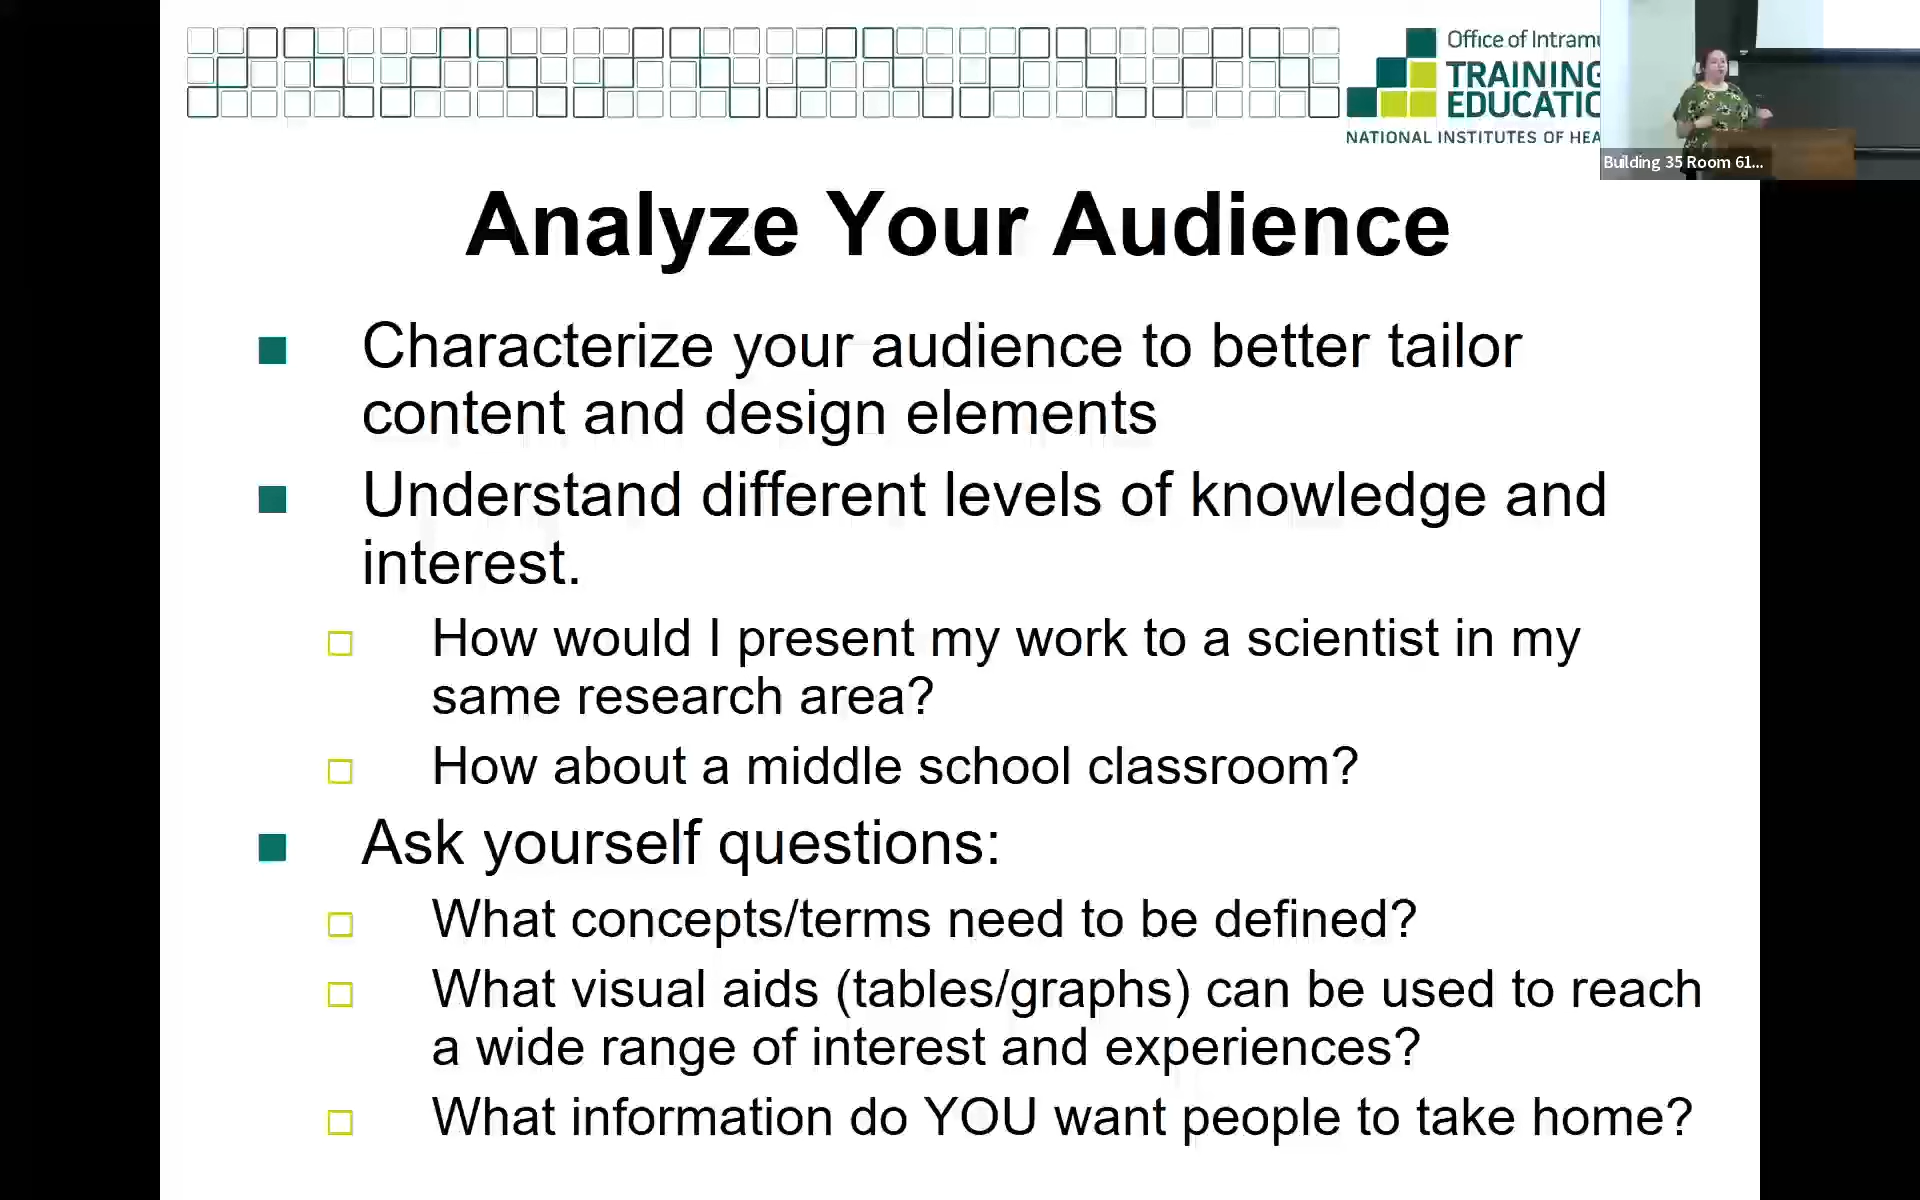 Office of Intramu
TRAINING
EDUCATIO
NATIONAL INSTITUTES OF HEA
Building 35 Room 61...
Analyze Your Audience
Characterize your audience to better tailor
content and design elements
Understand different levels of knowledge and
interest.
How would I present my work to a scientist in my
same research area?
How about a middle school classroom?
Ask yourself questions:
What concepts/terms need to be defined?
What visual aids (tables/graphs) can be used to reach
a wide range of interest and experiences?
What information do YOU want people to take home?